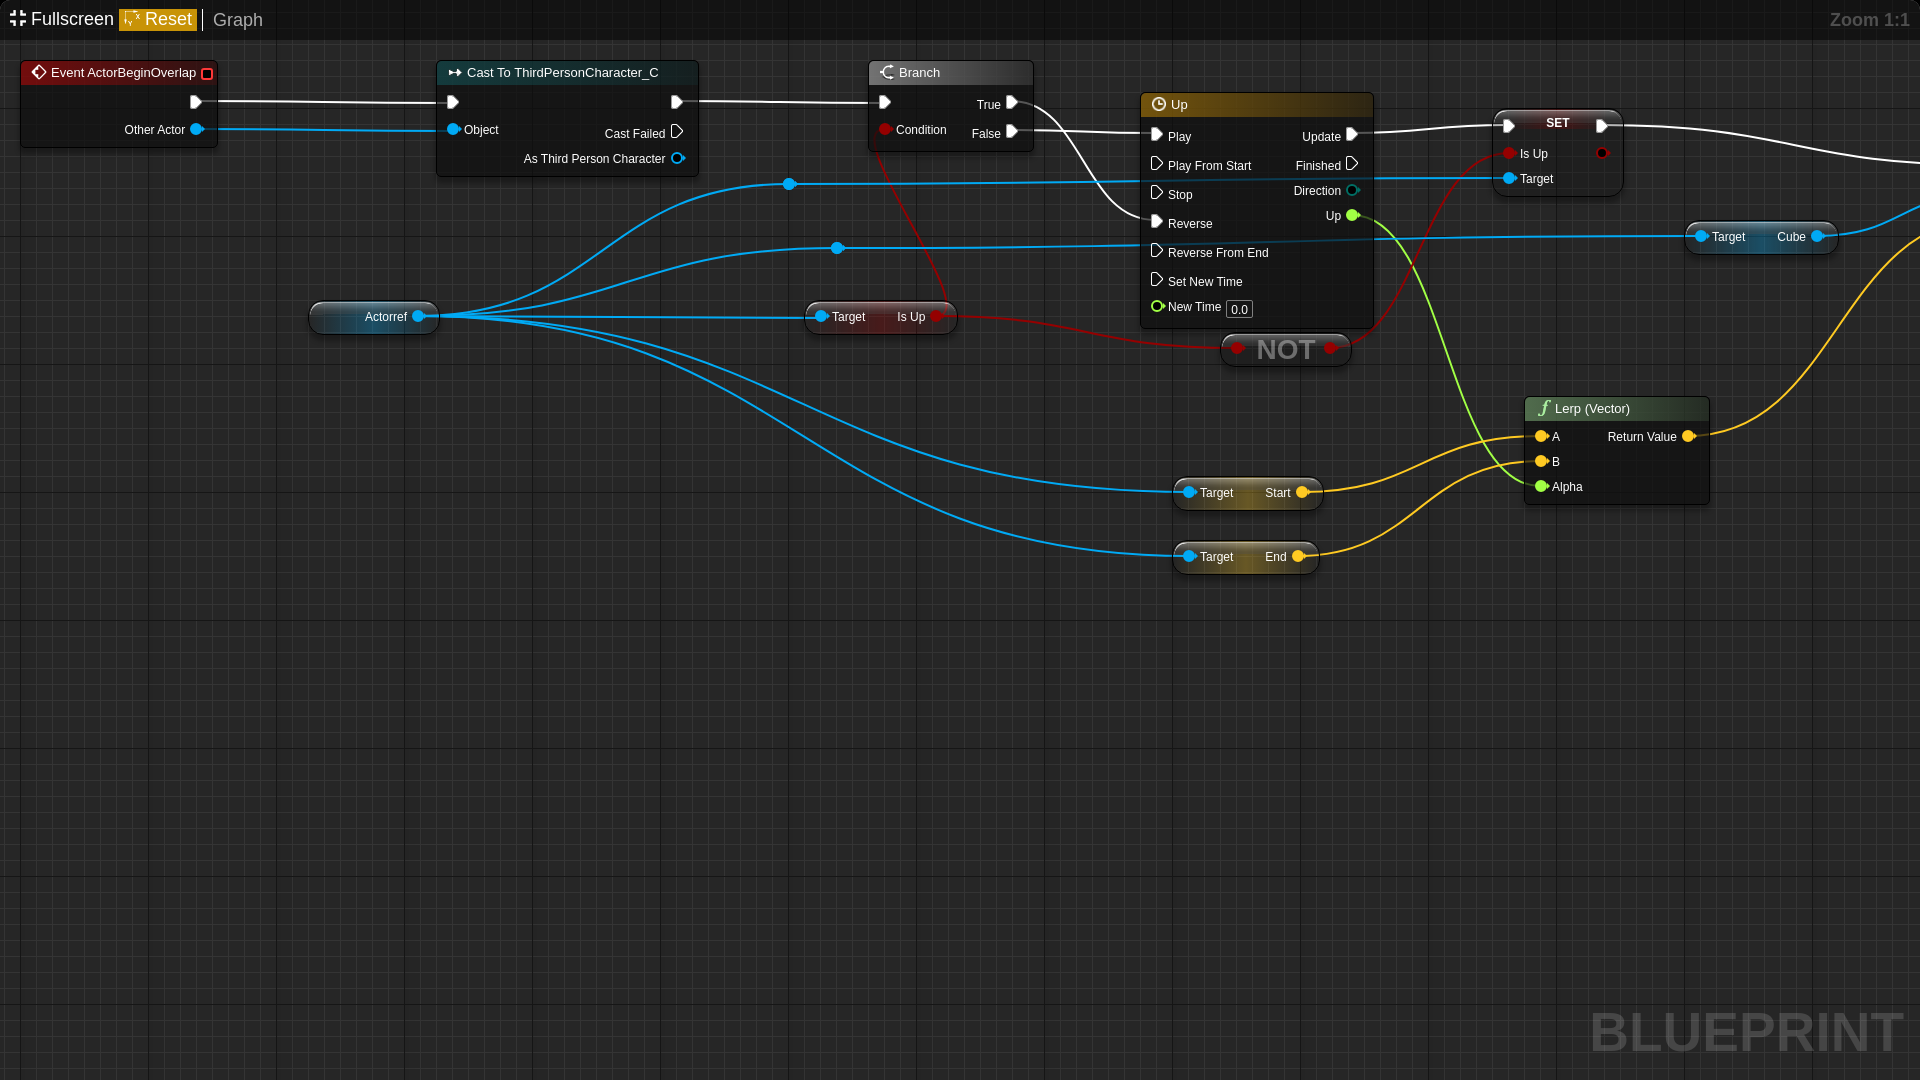 Fullscreen Reset Graph Zoom 1:1
Event ActorBeginOverlap
Other Actor
Cast To ThirdPersonCharacter_C
Object
Cast Failed
As Third Person Character
Branch
True
Condition
False
Up
Play
Update
Play From Start
Finished
Stop
Direction
Up
Reverse
Reverse From End
Set New Time
New Time 0.0
SET
Is Up
Target
Target Cube
Actorref
Target Is Up
NOT
Lerp (Vector)
A Return Value
B
Alpha
Target Start
Target End
BLUEPRINT